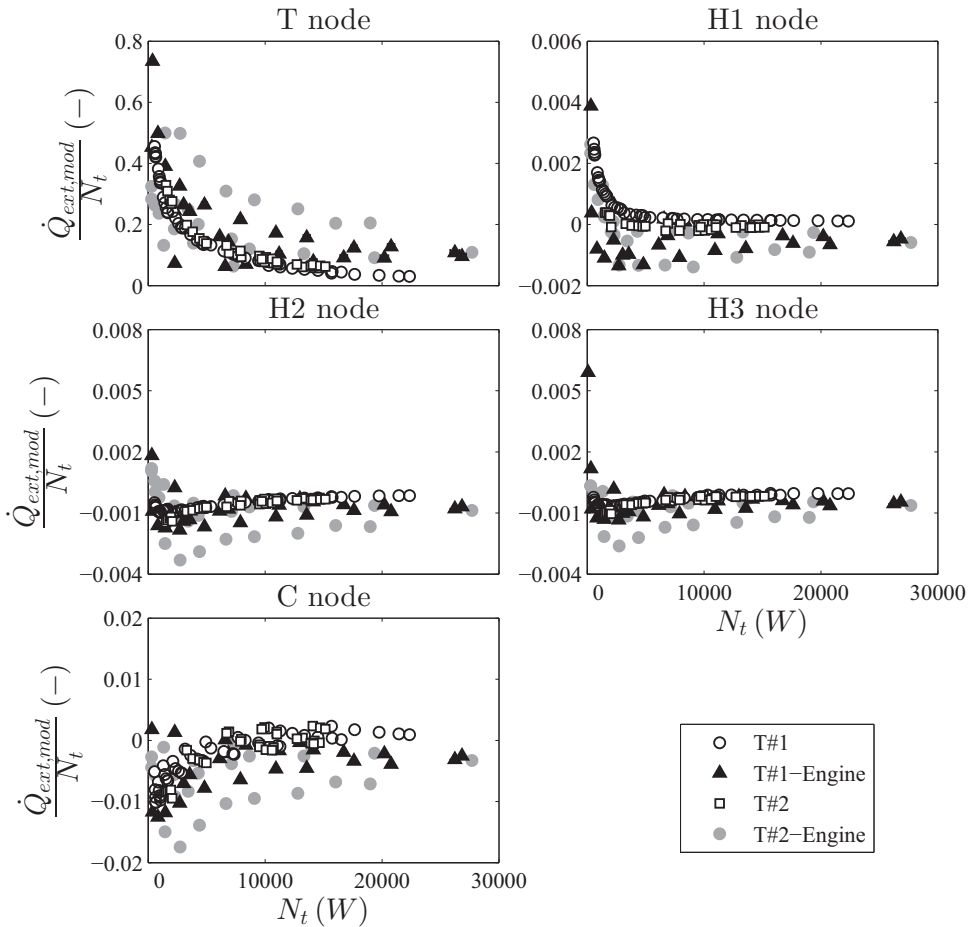 T node
H1 node
0.8
0.6
0.4
0.2
0
Q̇ext,mod
Nt
(−)
0.006
0.004
0.002
0
−0.002
H2 node
H3 node
0.008
0.005
0.002
−0.001
−0.004
Q̇ext,mod
Nt
(−)
0.008
0.005
0.002
−0.001
−0.004
0 10000 20000 30000
Nt (W)
C node
0.02
0.01
0
−0.01
−0.02
Q̇ext,mod
Nt
(−)
0 10000 20000 30000
Nt (W)
T#1
T#1−Engine
T#2
T#2−Engine